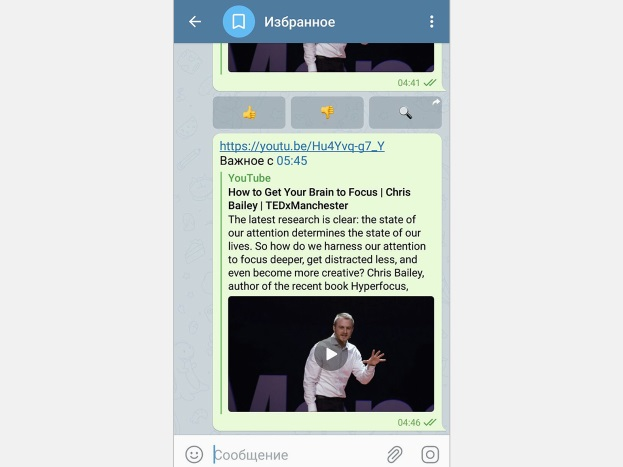 Избранное
04:41
https://youtu.be/Hu4Yvq-g7_Y
Важное с 05:45
YouTube
How to Get Your Brain to Focus | Chris
Bailey | TEDxManchester
The latest research is clear: the state of
our attention determines the state of our
lives. So how do we harness our attention
to focus deeper, get distracted less, and
even become more creative? Chris Bailey,
author of the recent book Hyperfocus,
04:46
Сообщение